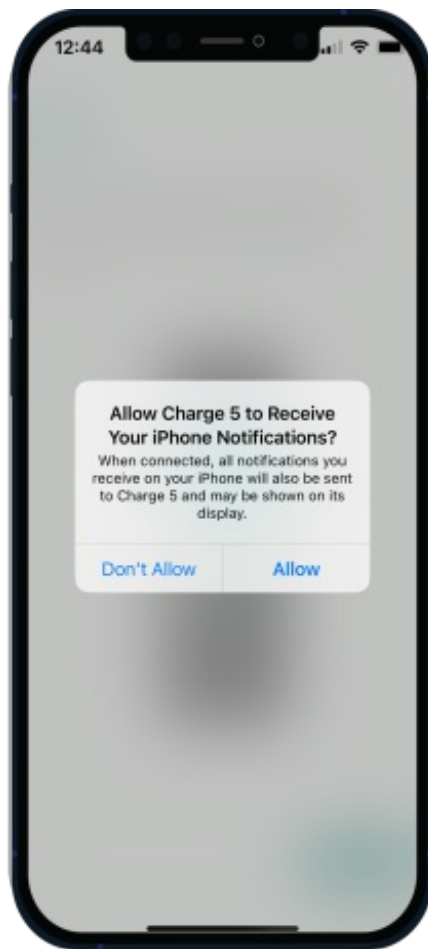 12:44
Allow Charge 5 to Receive
Your iPhone Notifications?
When connected, all notifications you
receive on your iPhone will also be sent
to Charge 5 and may be shown on its
display.
Don't Allow
Allow